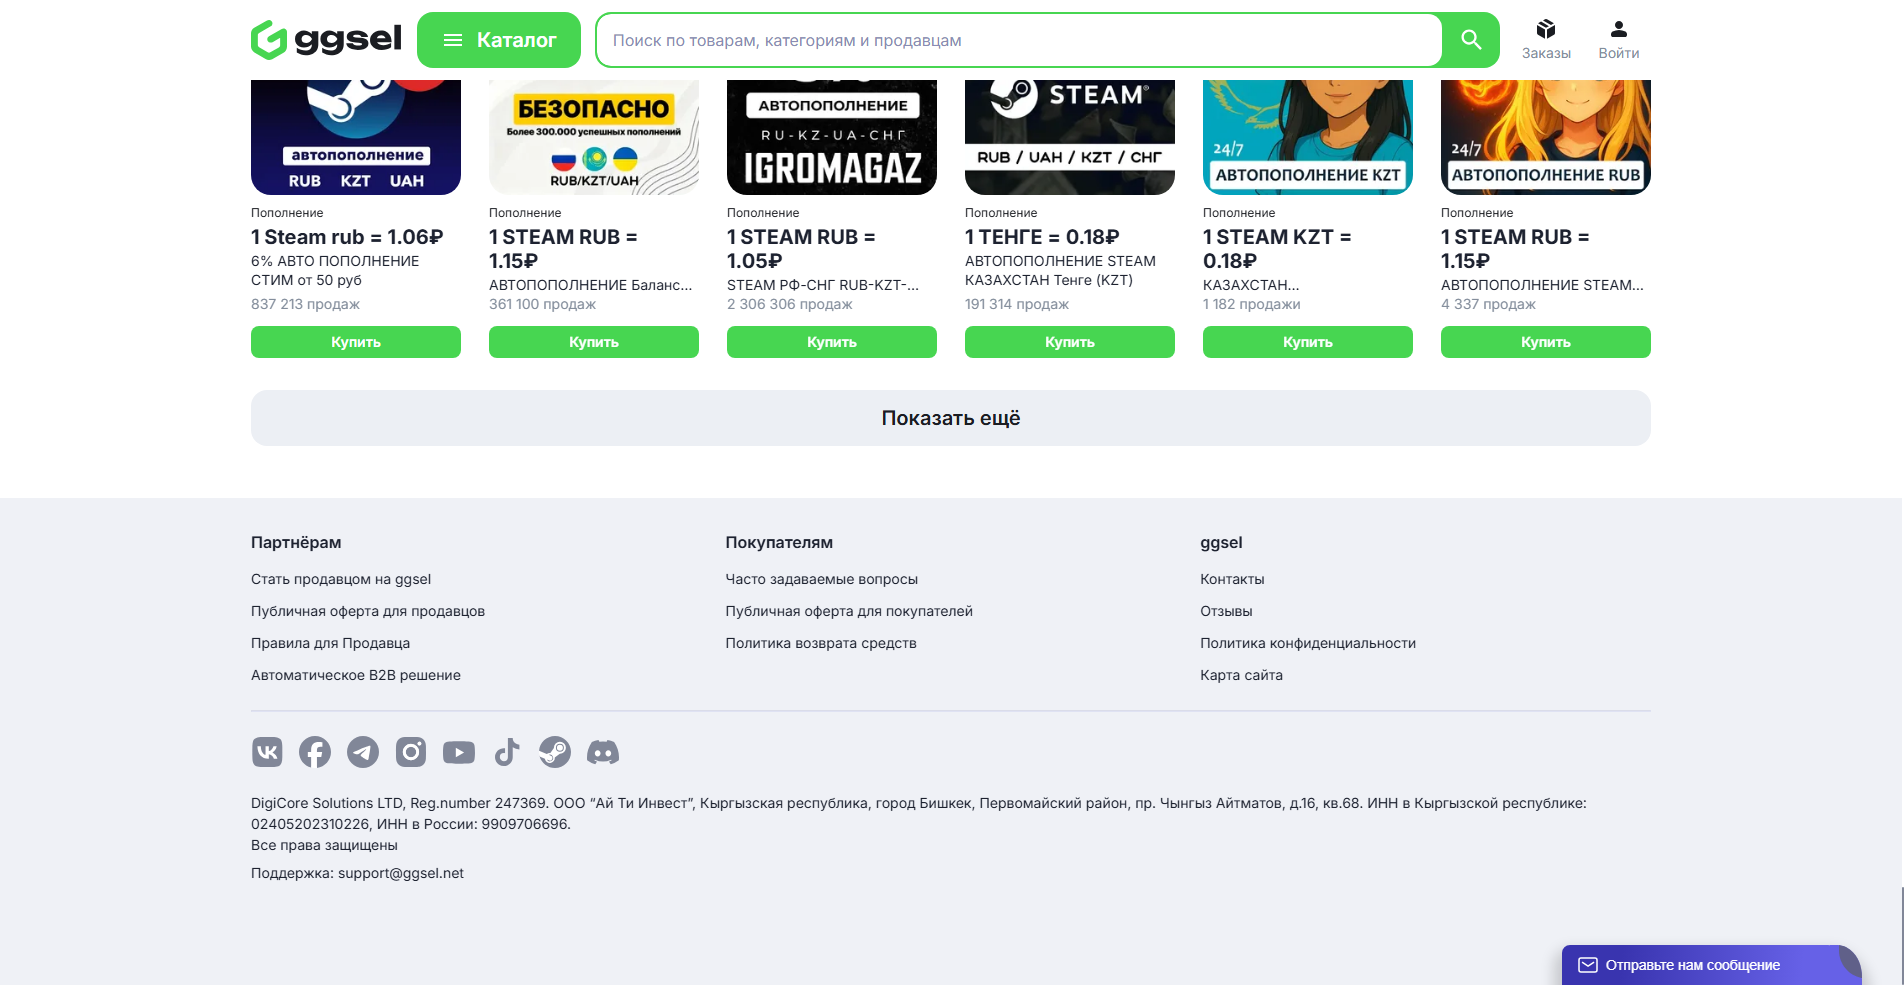 ggsel
Каталог
Поиск по товарам, категориям и продавцам
Заказы
Войти
автопополнение
RUB KZT UAH
БЕЗОПАСНО
Более 300.000 успешных пополнений
RUB/KZT/UAH
АВТОПОПОЛНЕНИЕ
RU-KZ-UA-СНГ
IGROMAGAZ
STEAM®
RUB / UAH / KZT / СНГ
24/7
АВТОПОПОЛНЕНИЕ KZT
24/7
АВТОПОПОЛНЕНИЕ RUB
Пополнение
1 Steam rub = 1.06₽
6% АВТО ПОПОЛНЕНИЕ
СТИМ от 50 руб
837 213 продаж
Купить
Пополнение
1 STEAM RUB =
1.15₽
АВТОПОПОЛНЕНИЕ Баланс...
361 100 продаж
Купить
Пополнение
1 STEAM RUB =
1.05₽
STEAM РФ-СНГ RUB-KZT-...
2 306 306 продаж
Купить
Пополнение
1 ТЕНГЕ = 0.18₽
АВТОПОПОЛНЕНИЕ STEAM
КАЗАХСТАН Тенге (KZT)
191 314 продаж
Купить
Пополнение
1 STEAM KZT =
0.18₽
КАЗАХСТАН...
1 182 продажи
Купить
Пополнение
1 STEAM RUB =
1.15₽
АВТОПОПОЛНЕНИЕ STEAM...
4 337 продаж
Купить
Показать ещё
Партнёрам
Стать продавцом на ggsel
Публичная оферта для продавцов
Правила для Продавца
Автоматическое B2B решение
Покупателям
Часто задаваемые вопросы
Публичная оферта для покупателей
Политика возврата средств
ggsel
Контакты
Отзывы
Политика конфиденциальности
Карта сайта
DigiCore Solutions LTD, Reg.number 247369. ООО “Ай Ти Инвест”, Кыргызская республика, город Бишкек, Первомайский район, пр. Чынгыз Айтматов, д.16, кв.68. ИНН в Кыргызской республике:
02405202310226, ИНН в России: 9909706696.
Все права защищены
Поддержка: support@ggsel.net
Отправьте нам сообщение